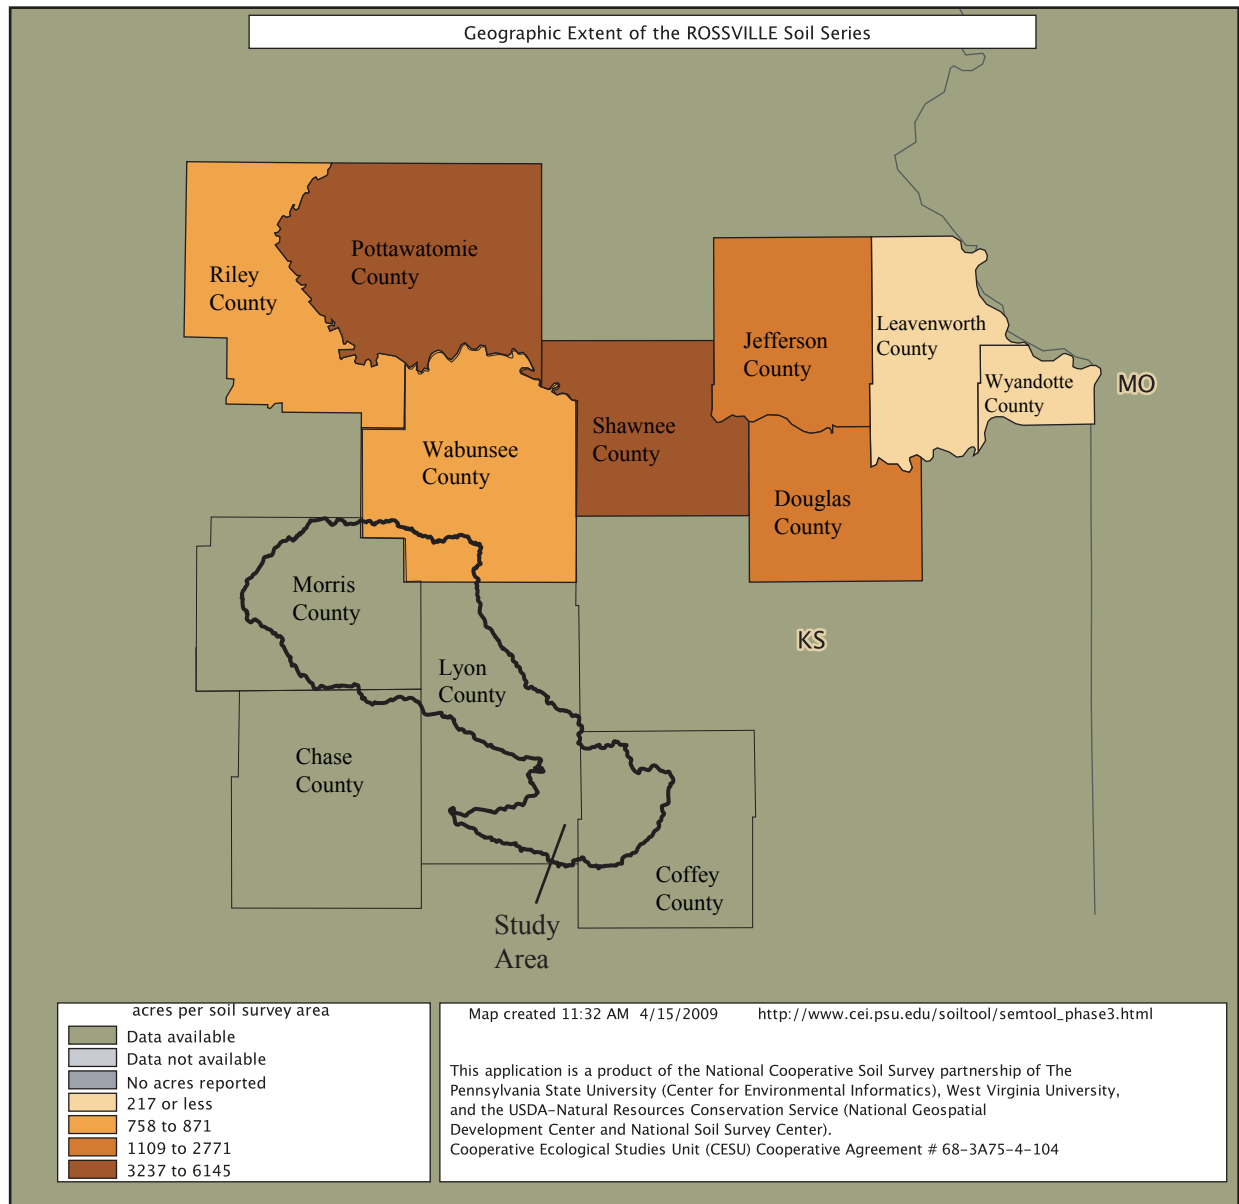 Geographic Extent of the ROSSVILLE Soil Series
Pottawatomie
County
Riley
County
Jefferson
County
Leavenworth
County
Wyandotte
County
MO
Shawnee
County
Wabunsee
County
Douglas
County
Morris
County
KS
Lyon
County
Chase
County
Coffey
County
Study
Area
acres per soil survey area
Data available
Data not available
No acres reported
217 or less
758 to 871
1109 to 2771
3237 to 6145
Map created 11:32 AM 4/15/2009 http://www.cei.psu.edu/soiltool/semtool_phase3.html
This application is a product of the National Cooperative Soil Survey partnership of The
Pennsylvania State University (Center for Environmental Informatics), West Virginia University,
and the USDA-Natural Resources Conservation Service (National Geospatial
Development Center and National Soil Survey Center).
Cooperative Ecological Studies Unit (CESU) Cooperative Agreement # 68-3A75-4-104